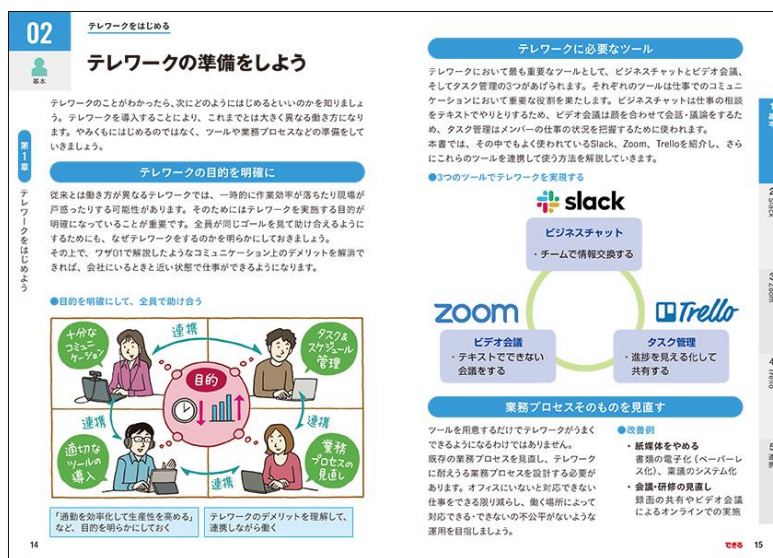 02
基本
テレワークをはじめる
テレワークの準備をしよう
テレワークのことがわかったら、次にどのようにはじめるといいのかを知りましょ
う。テレワークを導入することにより、これまでとは大きく異なる働き方になり
ます。やみくもにはじめるのではなく、ツールや業務プロセスなどの準備をして
いきましょう。
第1章
テレワークをはじめよう
テレワークの目的を明確に
従来とは働き方が異なるテレワークでは、一時的に作業効率が落ちたり現場が
戸惑ったりする可能性があります。そのためにはテレワークを実施する目的が
明確になっていることが重要です。全員が同じゴールを見て助け合えるように
するためにも、なぜテレワークをするのかを明らかにしておきましょう。
その上で、ワザ01で解説したようなコミュニケーション上のデメリットを解消で
きれば、会社にいるときと近い状態で仕事ができるようになります。
●目的を明確にして、全員で助け合う
十分な
コミュニ
ケーション
連携
タスク&
スケジュール
管理
目的
連携
連携
適切な
ツールの
導入
連携
業務
プロセスの
見直し
「通勤を効率化して生産性を高める」
など、目的を明らかにしておく
テレワークのデメリットを理解して、
連携しながら働く
14
テレワークに必要なツール
テレワークにおいて最も重要なツールとして、ビジネスチャットとビデオ会議、
そしてタスク管理の3つがあげられます。それぞれのツールは仕事でのコミュニ
ケーションにおいて重要な役割を果たします。ビジネスチャットは仕事の相談
をテキストでやりとりするため、ビデオ会議は顔を合わせて会話・議論をするた
め、タスク管理はメンバーの仕事の状況を把握するために使われます。
本書では、その中でもよく使われているSlack、Zoom、Trelloを紹介し、さら
にこれらのツールを連携して使う方法を解説していきます。
●3つのツールでテレワークを実現する
slack
ビジネスチャット
・チームで情報交換する
zoom
ビデオ会議
・テキストでできない
会議をする
Trello
タスク管理
・進捗を見える化して
共有する
業務プロセスそのものを見直す
ツールを用意するだけでテレワークがうまく
できるようになるわけではありません。
既存の業務プロセスを見直し、テレワーク
に耐えうる業務プロセスを設計する必要が
あります。オフィスにいないと対応できない
仕事をできる限り減らし、働く場所によって
対応できる・できないの不公平がないような
運用を目指しましょう。
●改善例
・紙媒体をやめる
書類の電子化（ペーパーレ
ス化）、稟議のシステム化
・会議・研修の見直し
録画の共有やビデオ会議
によるオンラインでの実施
1 基本
2 Slack
3 Zoom
4 Trello
5 連携
できる
15